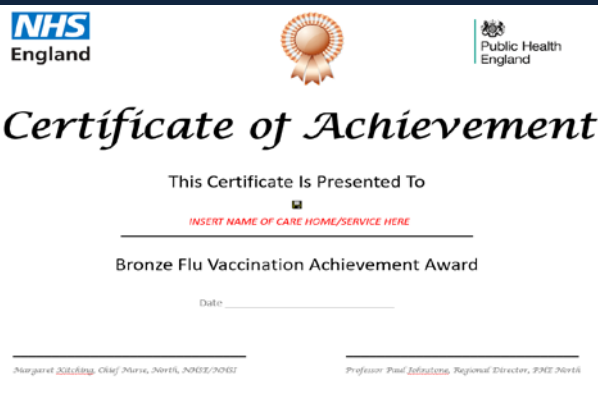 NHS
England
Public Health
England
Certificate of Achievement
This Certificate Is Presented To
INSERT NAME OF CARE HOME/SERVICE HERE
Bronze Flu Vaccination Achievement Award
Date
Margaret Kitching, Chief Nurse, North, NHSE/NHSI
Professor Paul Johnstone, Regional Director, PHE North